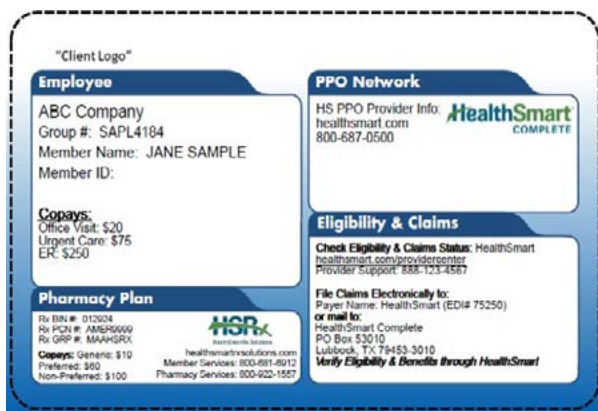 "Client Logo"
Employee
ABC Company
Group #: SAPL4184
Member Name: JANE SAMPLE
Member ID:
Copays:
Office Visit: $20
Urgent Care: $75
ER: $250
Pharmacy Plan
Rx BIN #: 012924
Rx PCN #: AMER9999
Rx GRP #: MAAHSRX
Copays: Generic: $10
Preferred: $60
Non-Preferred: $100
HSRx
healthsmartrxsolutions.com
Member Services: 800-681-6912
Pharmacy Services: 800-922-1557
PPO Network
HS PPO Provider Info:
healthsmart.com
800-687-0500
HealthSmart
COMPLETE
Eligibility & Claims
Check Eligibility & Claims Status: HealthSmart
healthsmart.com/providercenter
Provider Support: 888-123-4567
File Claims Electronically to:
Payer Name: HealthSmart (EDI# 75250)
or mail to:
HealthSmart Complete
PO Box 53010
Lubbock, TX 79453-3010
Verify Eligibility & Benefits through HealthSmart